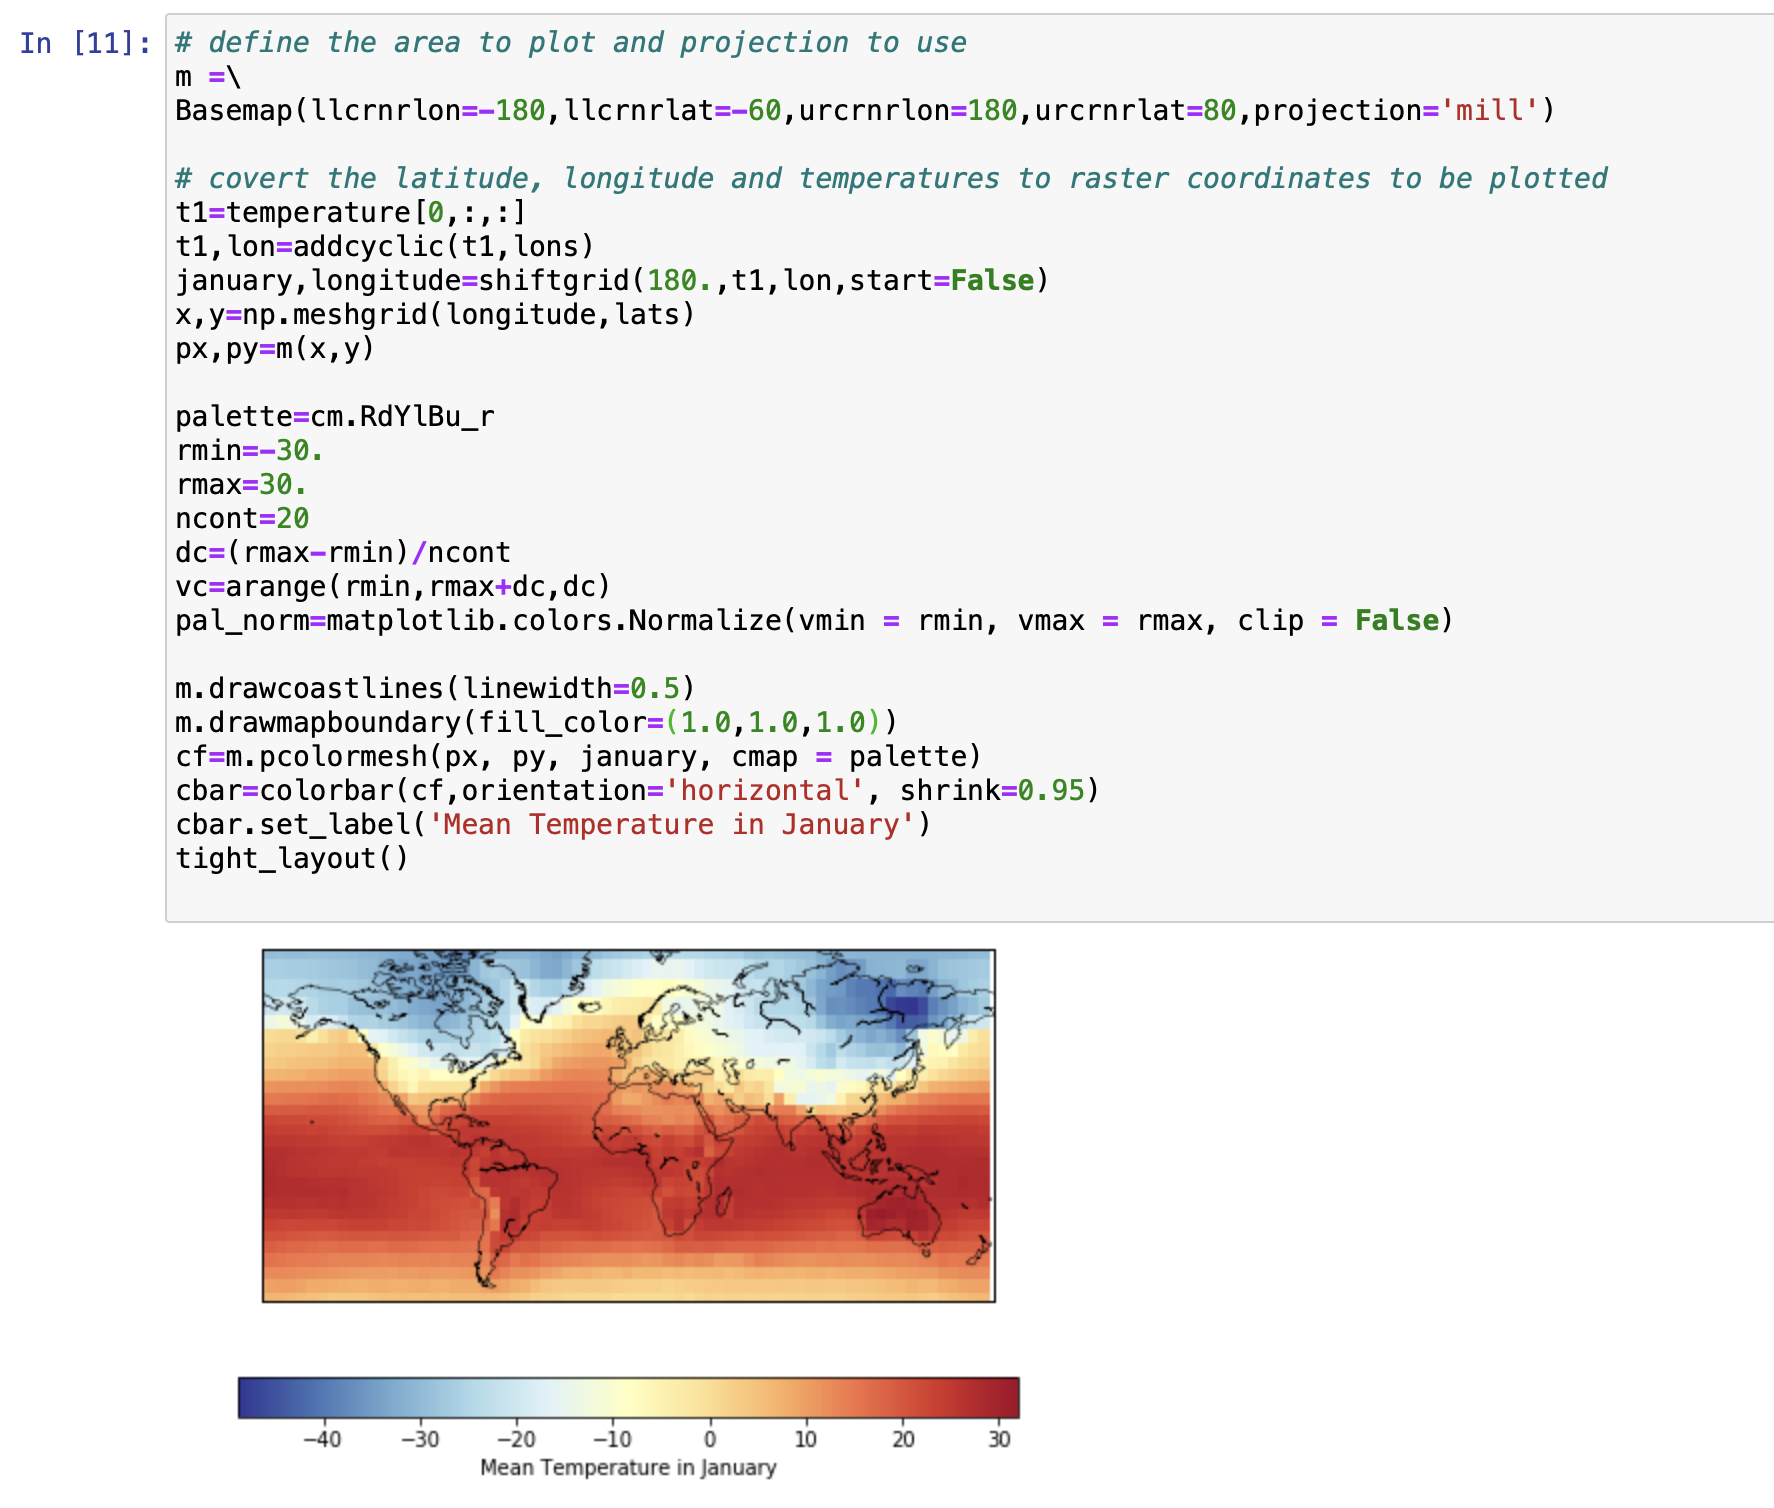 In [11]:
# define the area to plot and projection to use
m =\
Basemap(llcrnrlon=-180,llcrnrlat=-60,urcrnrlon=180,urcrnrlat=80,projection='mill')
# covert the latitude, longitude and temperatures to raster coordinates to be plotted
t1=temperature[0,:,:]
t1,lon=addcyclic(t1,lons)
january,longitude=shiftgrid(180.,t1,lon,start=False)
x,y=np.meshgrid(longitude,lats)
px,py=m(x,y)
palette=cm.RdYlBu_r
rmin=-30.
rmax=30.
ncont=20
dc=(rmax-rmin)/ncont
vc=arange(rmin,rmax+dc,dc)
pal_norm=matplotlib.colors.Normalize(vmin = rmin, vmax = rmax, clip = False)
m.drawcoastlines(linewidth=0.5)
m.drawmapboundary(fill_color=(1.0,1.0,1.0))
cf=m.pcolormesh(px, py, january, cmap = palette)
cbar=colorbar(cf,orientation='horizontal', shrink=0.95)
cbar.set_label('Mean Temperature in January')
tight_layout()
−40 −30 −20 −10 0 10 20 30
Mean Temperature in January